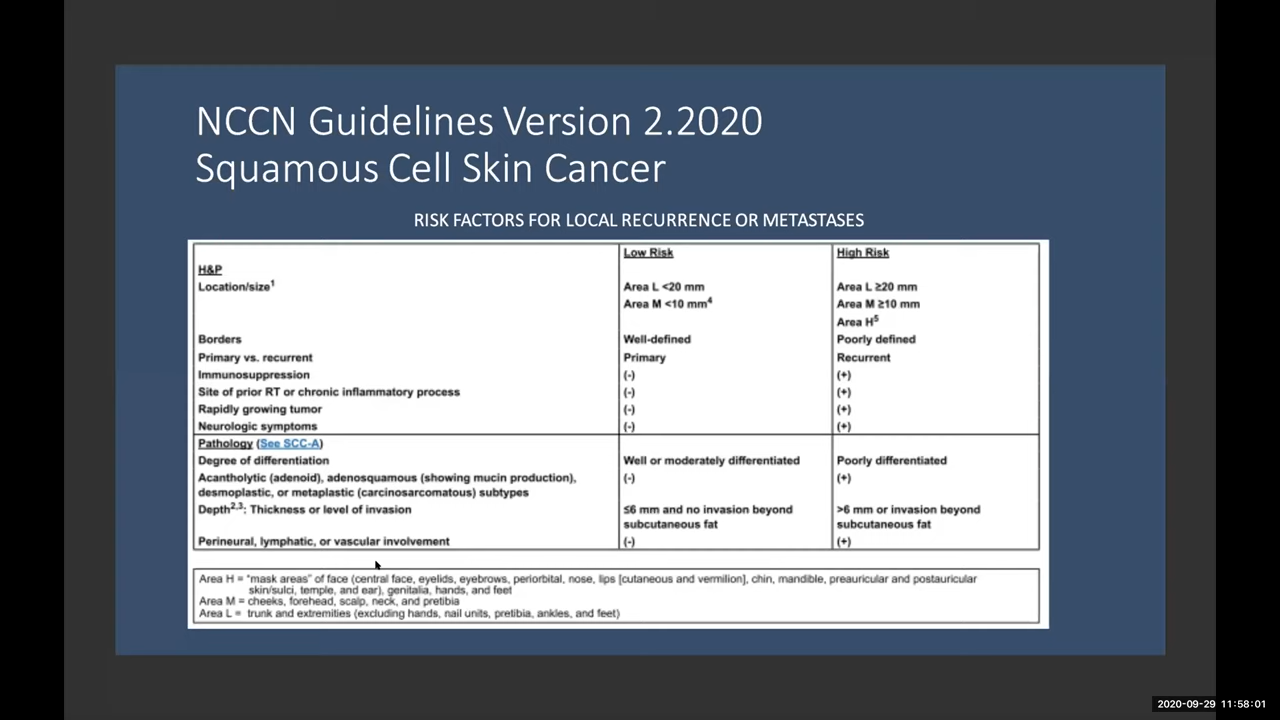 NCCN Guidelines Version 2.2020
Squamous Cell Skin Cancer
RISK FACTORS FOR LOCAL RECURRENCE OR METASTASES
Low Risk High Risk
H&P
Location/size1 Area L <20 mm Area L ≥20 mm
Area M <10 mm4 Area M ≥10 mm
Area H5
Borders Well-defined Poorly defined
Primary vs. recurrent Primary Recurrent
Immunosuppression (-) (+)
Site of prior RT or chronic inflammatory process (-) (+)
Rapidly growing tumor (-) (+)
Neurologic symptoms (-) (+)
Pathology (See SCC-A)
Degree of differentiation Well or moderately differentiated Poorly differentiated
Acantholytic (adenoid), adenosquamous (showing mucin production), (-) (+)
desmoplastic, or metaplastic (carcinosarcomatous) subtypes
Depth2,3: Thickness or level of invasion ≤6 mm and no invasion beyond >6 mm or invasion beyond
subcutaneous fat subcutaneous fat
Perineural, lymphatic, or vascular involvement (-) (+)
Area H = "mask areas" of face (central face, eyelids, eyebrows, periorbital, nose, lips [cutaneous and vermilion], chin, mandible, preauricular and postauricular
skin/sulci, temple, and ear), genitalia, hands, and feet
Area M = cheeks, forehead, scalp, neck, and pretibia
Area L = trunk and extremities (excluding hands, nail units, pretibia, ankles, and feet)
2020-09-29 11:58:01